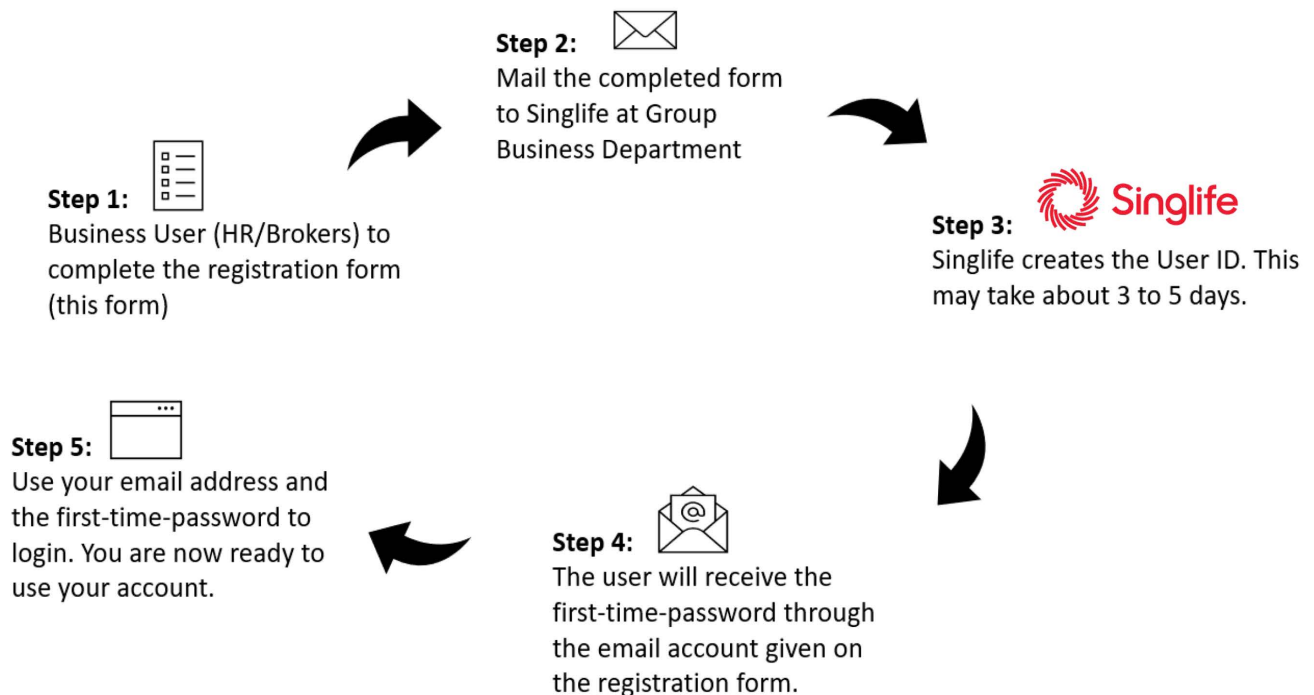 Step 1:
Business User (HR/Brokers) to
complete the registration form
(this form)
Step 2:
Mail the completed form
to Singlife at Group
Business Department
Singlife
Step 3:
Singlife creates the User ID. This
may take about 3 to 5 days.
Step 4:
The user will receive the
first-time-password through
the email account given on
the registration form.
Step 5:
Use your email address and
the first-time-password to
login. You are now ready to
use your account.